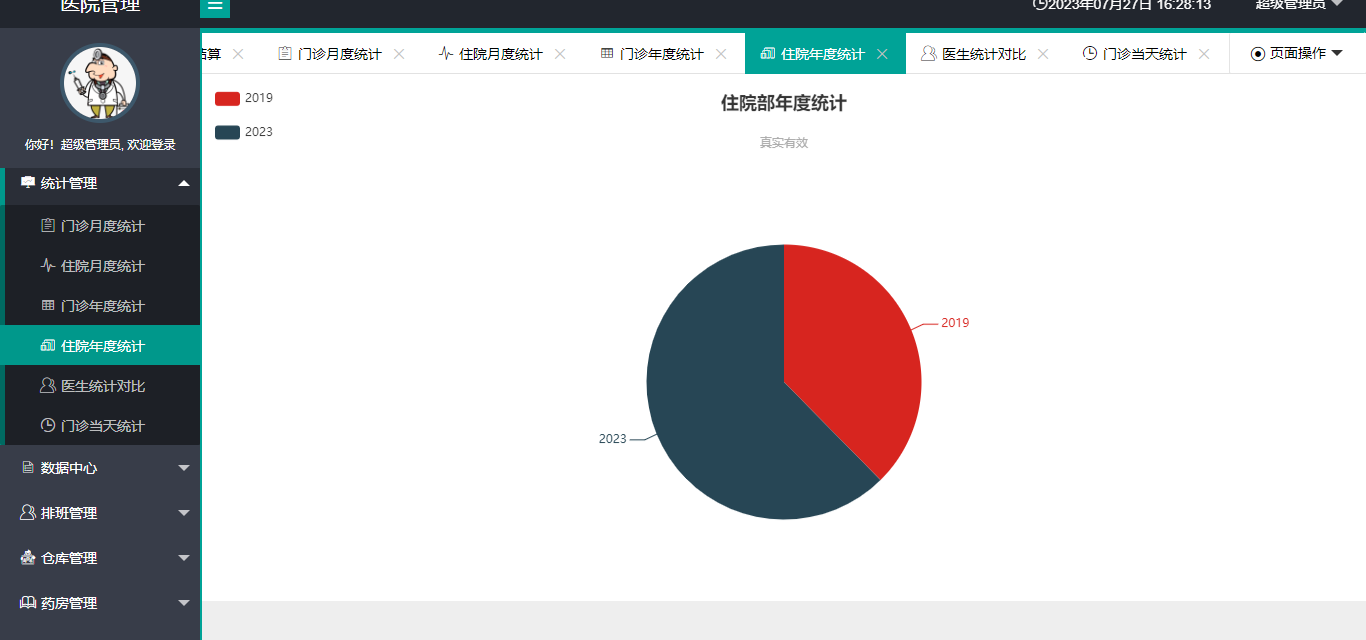 医院管理
2023年07月27日 16:28:13
超级管理员
你好！超级管理员, 欢迎登录
统计管理
门诊月度统计
住院月度统计
门诊年度统计
住院年度统计
医生统计对比
门诊当天统计
数据中心
排班管理
仓库管理
药房管理
算
门诊月度统计
住院月度统计
门诊年度统计
住院年度统计
医生统计对比
门诊当天统计
页面操作
2019
2023
住院部年度统计
真实有效
2019
2023